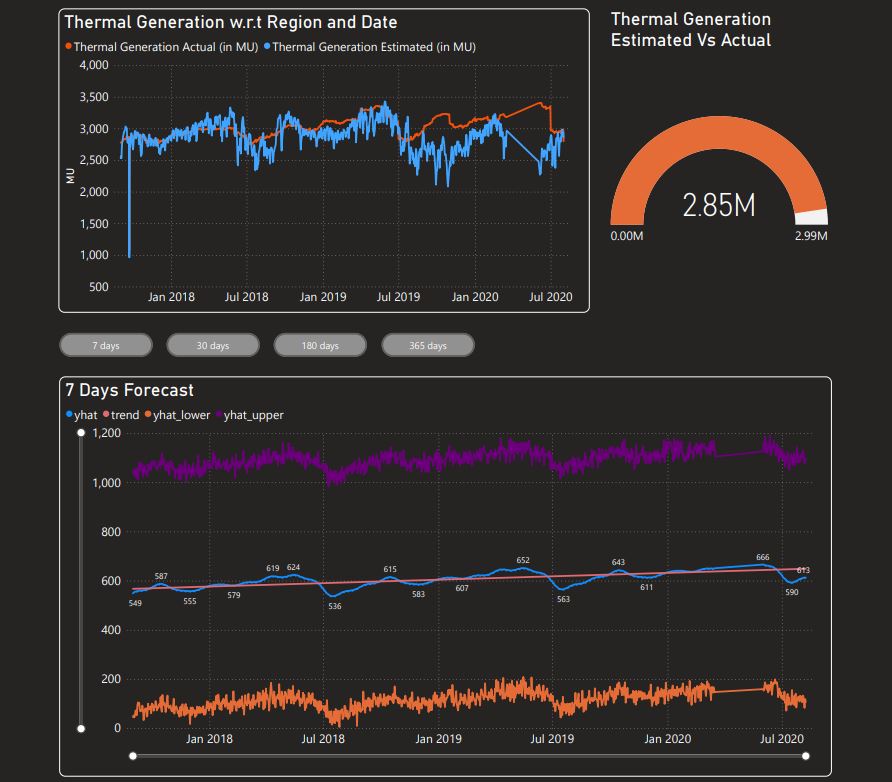 Thermal Generation w.r.t Region and Date
Thermal Generation Actual (in MU) Thermal Generation Estimated (in MU)
4,000
3,500
3,000
2,500
2,000
1,500
1,000
500
MU
Jan 2018 Jul 2018 Jan 2019 Jul 2019 Jan 2020 Jul 2020
Thermal Generation
Estimated Vs Actual
2.85M
0.00M 2.99M
7 days 30 days 180 days 365 days
7 Days Forecast
yhat trend yhat_lower yhat_upper
1,200
1,000
800
600
400
200
0
549 587 555 579 619 624 536 615 583 607 652 563 643 611 666 590 613
Jan 2018 Jul 2018 Jan 2019 Jul 2019 Jan 2020 Jul 2020